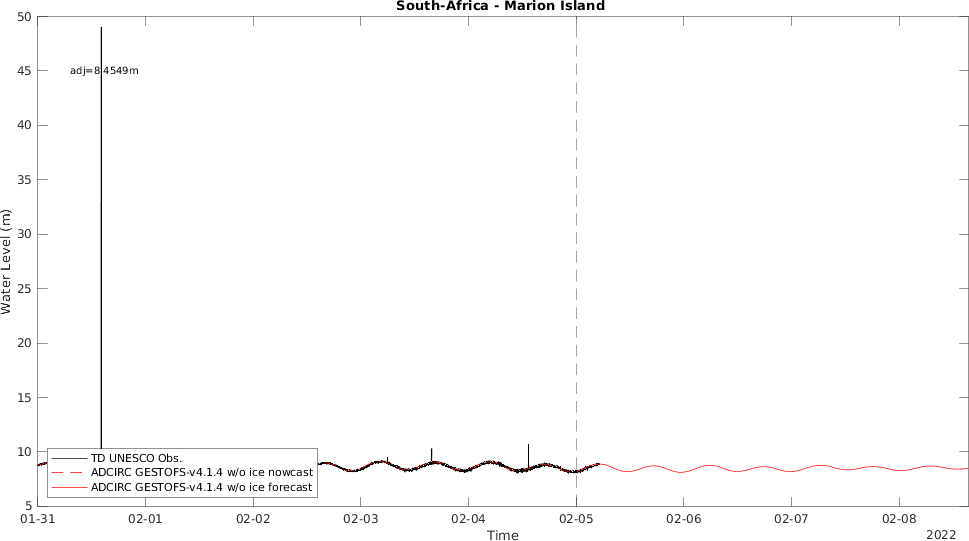 South-Africa - Marion Island
50
45
40
35
30
25
20
15
10
5
Water Level (m)
adj=8.4549m
TD UNESCO Obs.
ADCIRC GESTOFS-v4.1.4 w/o ice nowcast
ADCIRC GESTOFS-v4.1.4 w/o ice forecast
01-31
02-01
02-02
02-03
02-04
02-05
02-06
02-07
02-08
Time
2022